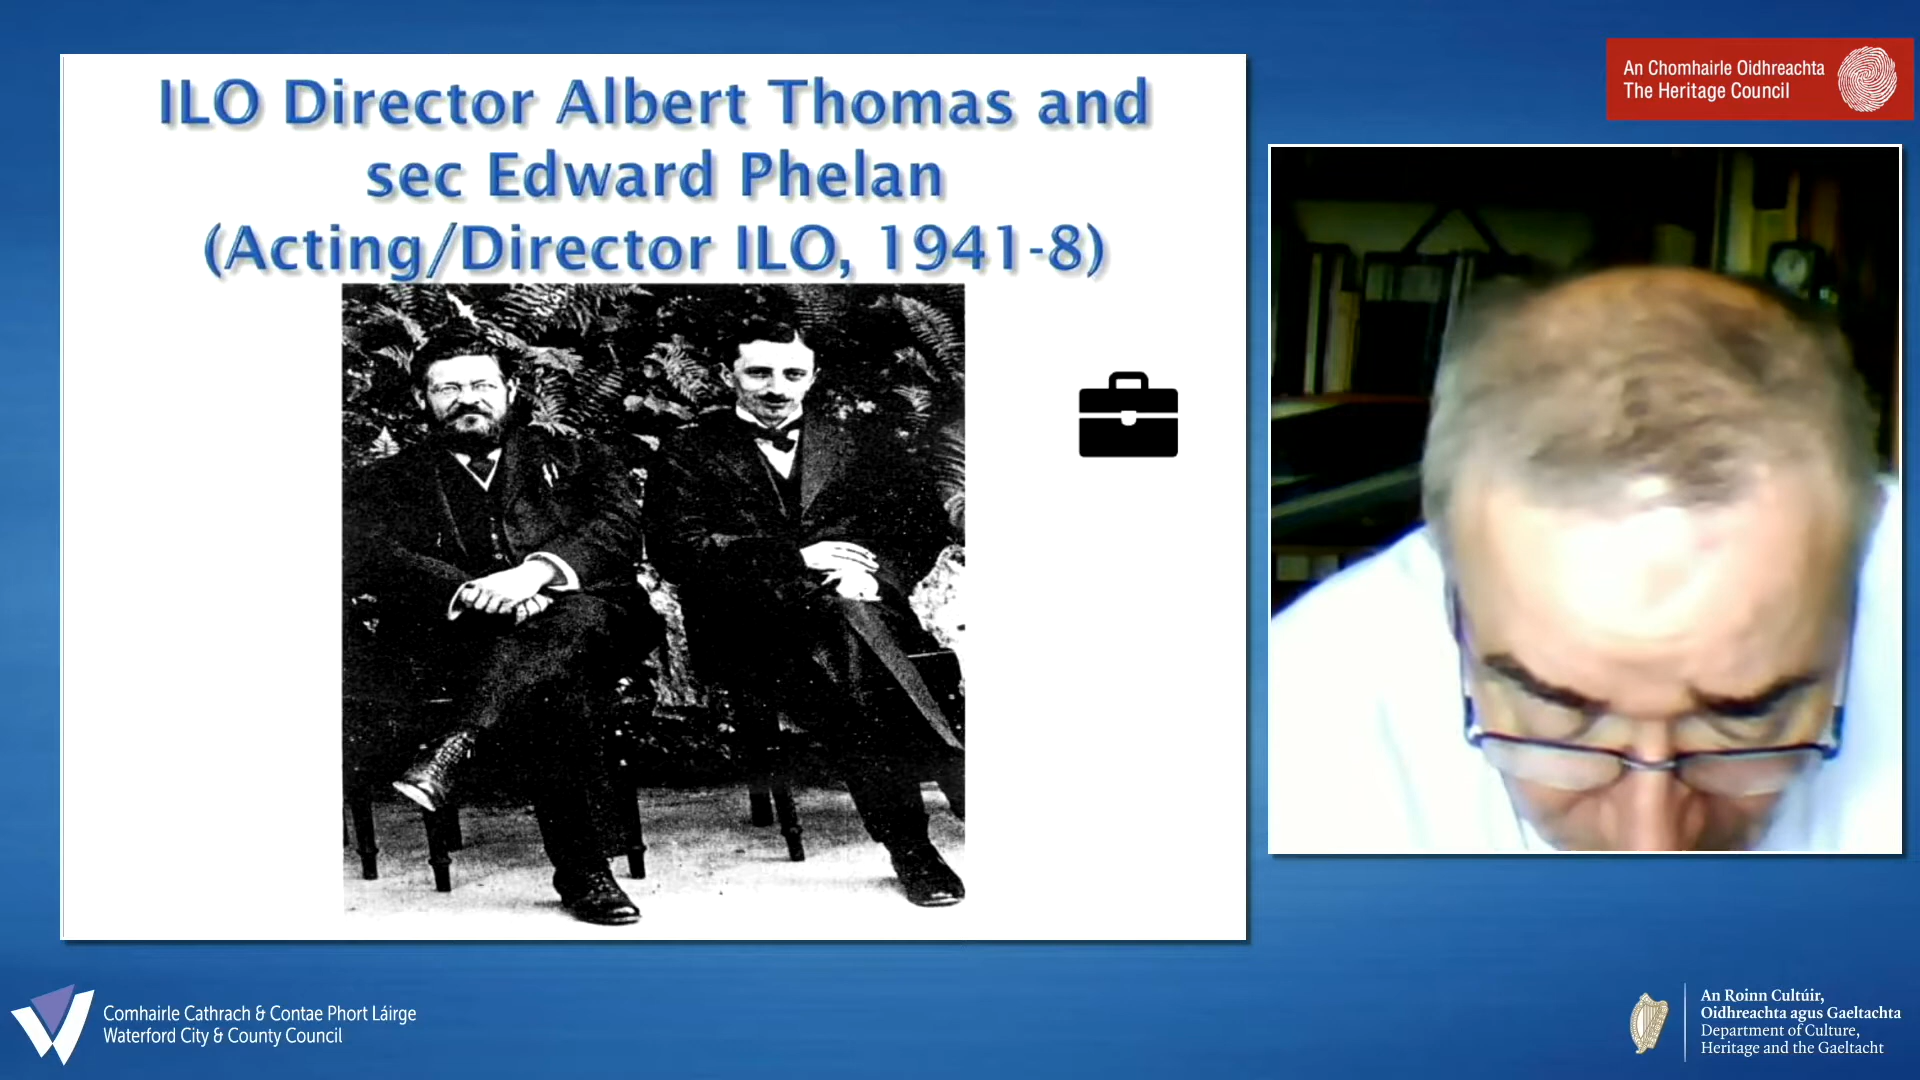 ILO Director Albert Thomas and
sec Edward Phelan
(Acting/Director ILO, 1941-8)
An Chomhairle Oidhreachta
The Heritage Council
Comhairle Cathrach & Contae Phort Láirge
Waterford City & County Council
An Roinn Cultúir,
Oidhreachta agus Gaeltachta
Department of Culture,
Heritage and the Gaeltacht